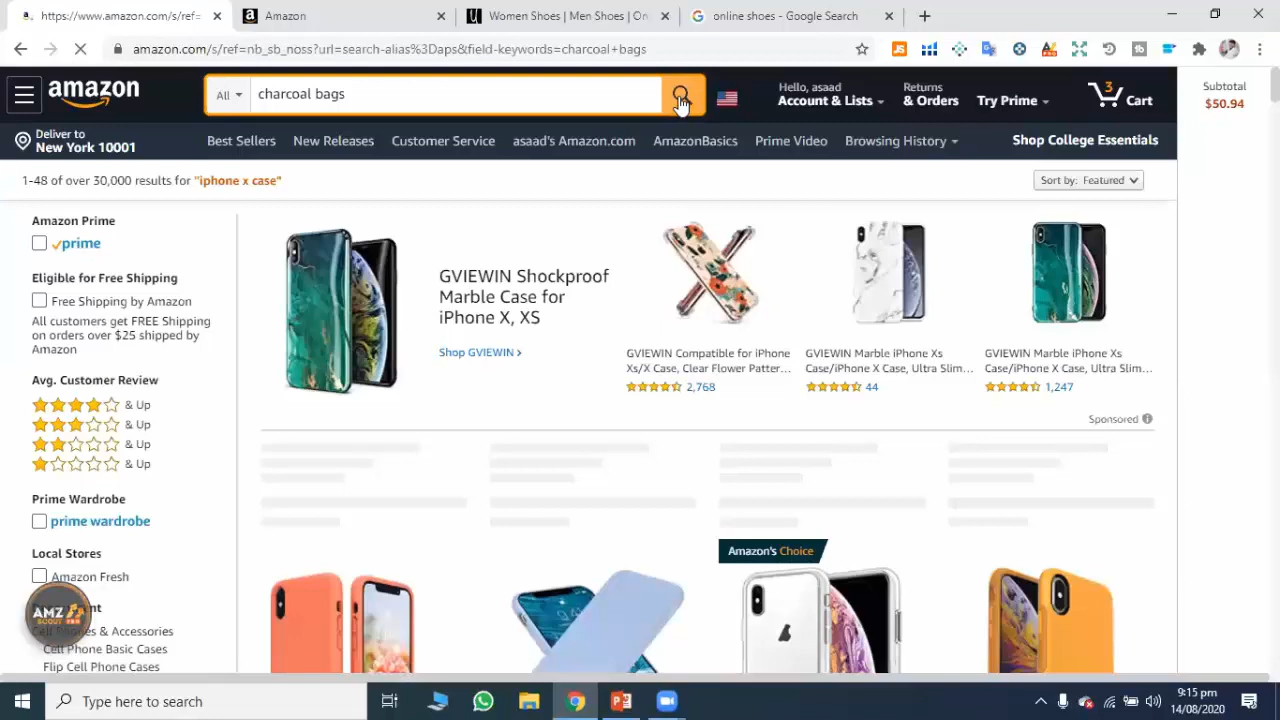 https://www.amazon.com/s/ref=
Amazon
Women Shoes | Men Shoes | On
online shoes - Google Search
amazon.com/s/ref=nb_sb_noss?url=search-alias%3Daps&field-keywords=charcoal+bags
amazon
All
charcoal bags
Hello, asaad
Account & Lists
Returns
& Orders
Try Prime
3
Cart
Subtotal
$50.94
Deliver to
New York 10001
Best Sellers
New Releases
Customer Service
asaad's Amazon.com
AmazonBasics
Prime Video
Browsing History
Shop College Essentials
1-48 of over 30,000 results for "iphone x case"
Sort by: Featured
Amazon Prime
prime
Eligible for Free Shipping
Free Shipping by Amazon
All customers get FREE Shipping
on orders over $25 shipped by
Amazon
Avg. Customer Review
& Up
& Up
& Up
& Up
Prime Wardrobe
prime wardrobe
Local Stores
Amazon Fresh
Cell Phones & Accessories
Cell Phone Basic Cases
Flip Cell Phone Cases
AMZ
SCOUT
GVIEWIN Shockproof
Marble Case for
iPhone X, XS
Shop GVIEWIN ›
GVIEWIN Compatible for iPhone
Xs/X Case, Clear Flower Patter...
2,768
GVIEWIN Marble iPhone Xs
Case/iPhone X Case, Ultra Slim...
44
GVIEWIN Marble iPhone Xs
Case/iPhone X Case, Ultra Slim...
1,247
Sponsored
Amazon's Choice
Type here to search
9:15 pm
14/08/2020